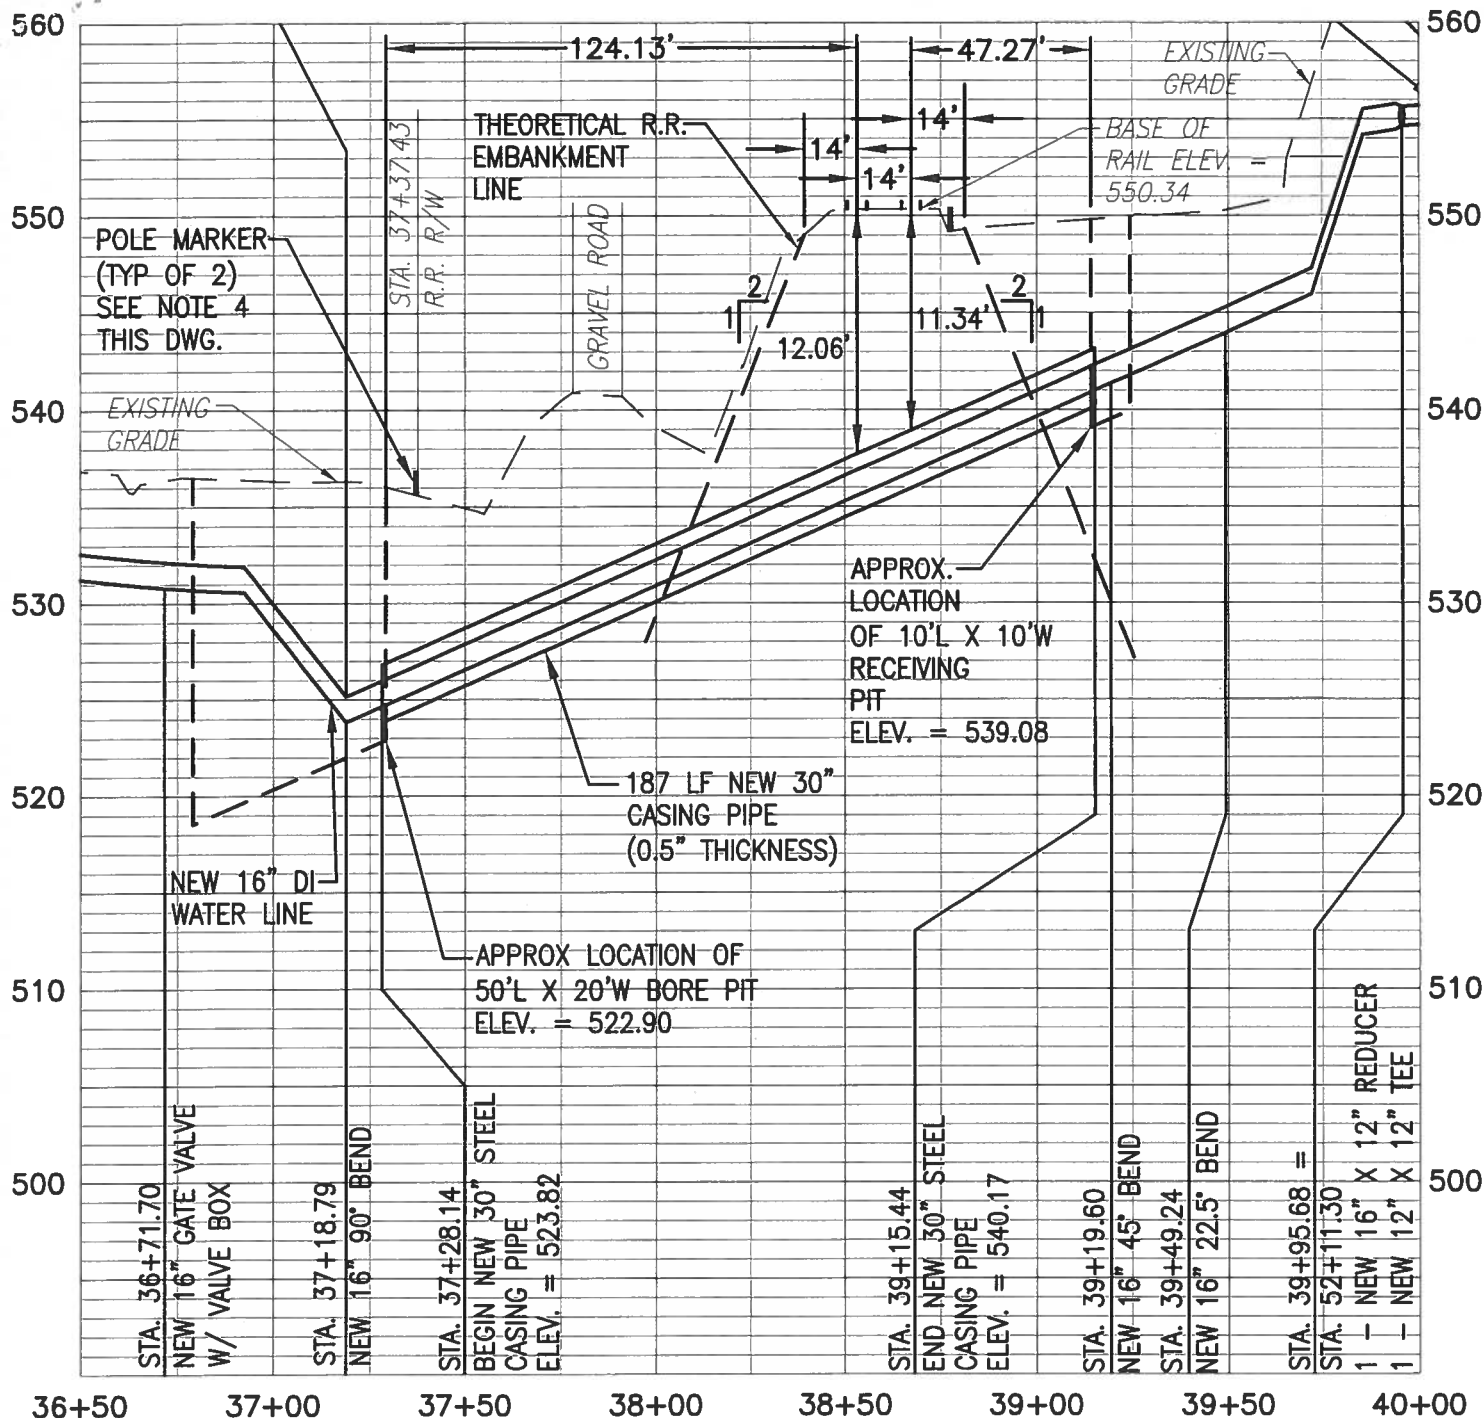 560
560
124.13'
47.27'
EXISTING
GRADE
THEORETICAL R.R.
EMBANKMENT
LINE
14'
14'
14'
BASE OF
RAIL ELEV. =
550.34
STA. 37+37.43
R.R. R/W
550
550
POLE MARKER
(TYP OF 2)
SEE NOTE 4
THIS DWG.
GRAVEL ROAD
2
1
2
1
12.06'
11.34'
EXISTING
GRADE
540
540
530
530
APPROX.
LOCATION
OF 10'L X 10'W
RECEIVING
PIT
ELEV. = 539.08
187 LF NEW 30"
CASING PIPE
(0.5" THICKNESS)
520
520
NEW 16" DI
WATER LINE
APPROX LOCATION OF
50'L X 20'W BORE PIT
ELEV. = 522.90
510
510
500
500
STA. 36+71.70
NEW 16" GATE VALVE
W/ VALVE BOX
STA. 37+18.79
NEW 16" 90° BEND
STA. 37+28.14
BEGIN NEW 30" STEEL
CASING PIPE
ELEV. = 523.82
STA. 39+15.44
END NEW 30" STEEL
CASING PIPE
ELEV. = 540.17
STA. 39+19.60
NEW 16" 45° BEND
STA. 39+49.24
NEW 16" 22.5° BEND
STA. 39+95.68 =
STA. 52+11.30
1 - NEW 16" X 12" REDUCER
1 - NEW 12" X 12" TEE
36+50 37+00 37+50 38+00 38+50 39+00 39+50 40+00